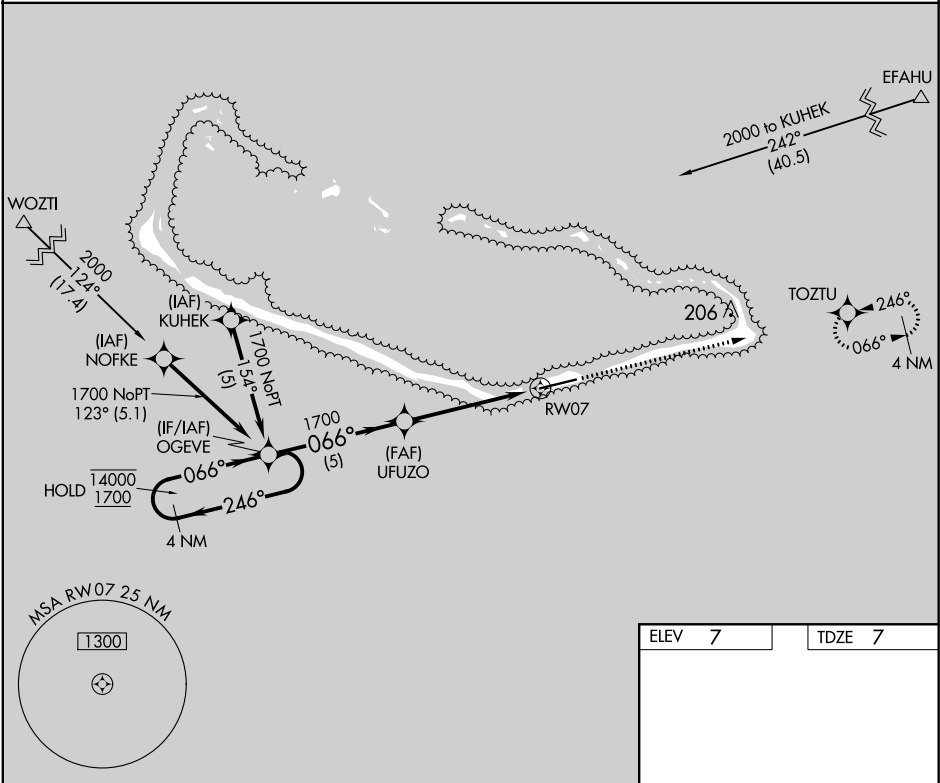 EFAHU
2000 to KUHEK
242°
(40.5)
WOZTI
2000
124°
(17.4)
(IAF)
KUHEK
(IAF)
NOFKE
1700 NoPT
154°
(5)
1700 NoPT
123° (5.1)
(IF/IAF)
OGEVE
1700
066°
(5)
(FAF)
UFUZO
RW07
206
TOZTU
246°
066°
4 NM
HOLD
14000
1700
066°
246°
4 NM
MSA RW07 25 NM
1300
ELEV 7
TDZE 7